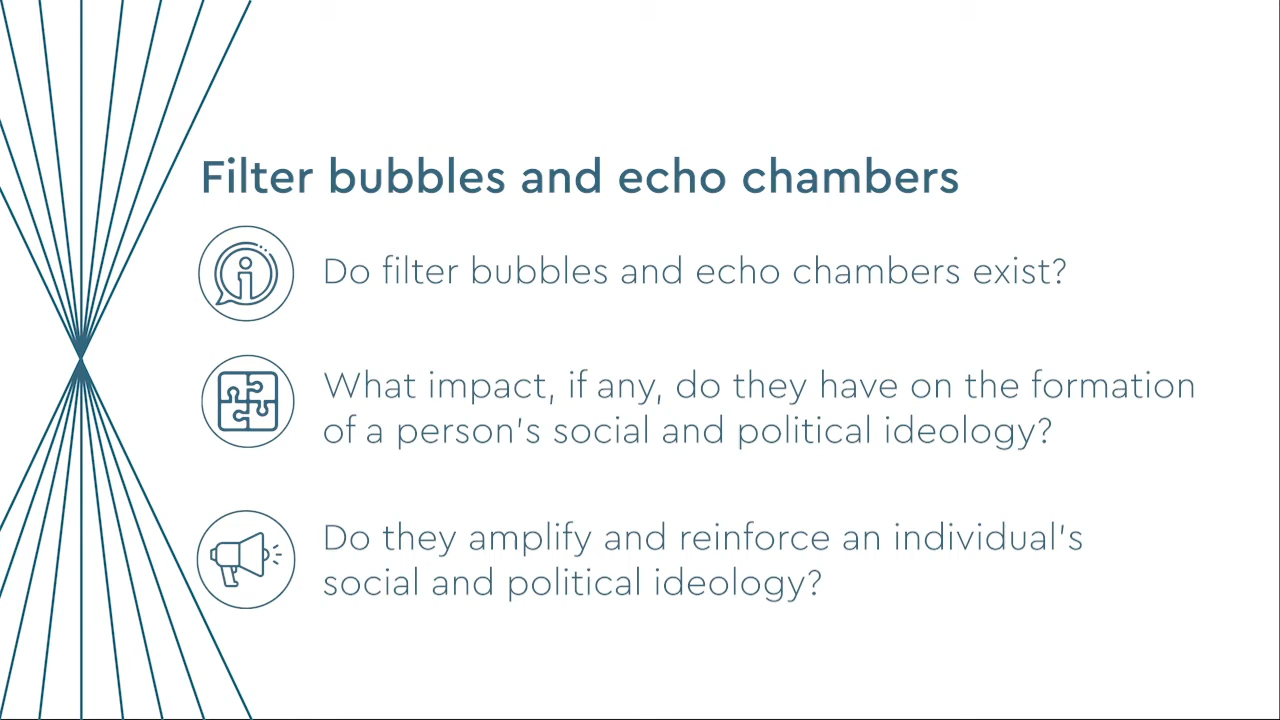 Filter bubbles and echo chambers
Do filter bubbles and echo chambers exist?
What impact, if any, do they have on the formation
of a person's social and political ideology?
Do they amplify and reinforce an individual's
social and political ideology?